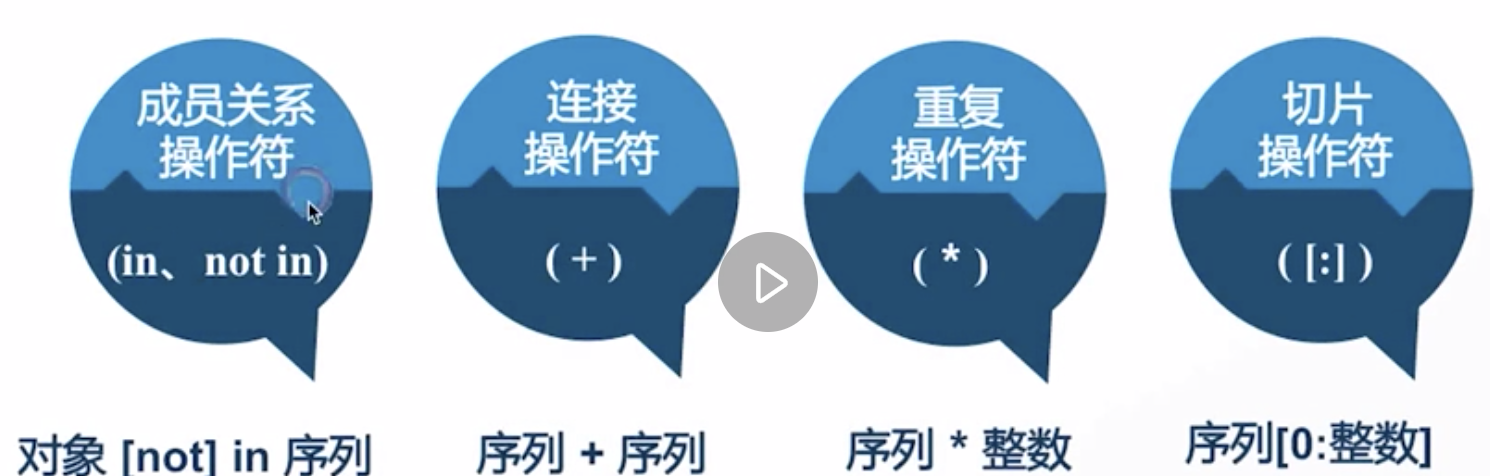 成员关系
操作符
(in、not in)
对象 [not] in 序列
连接
操作符
( + )
序列 + 序列
重复
操作符
( * )
序列 * 整数
切片
操作符
( [:] )
序列[0:整数]